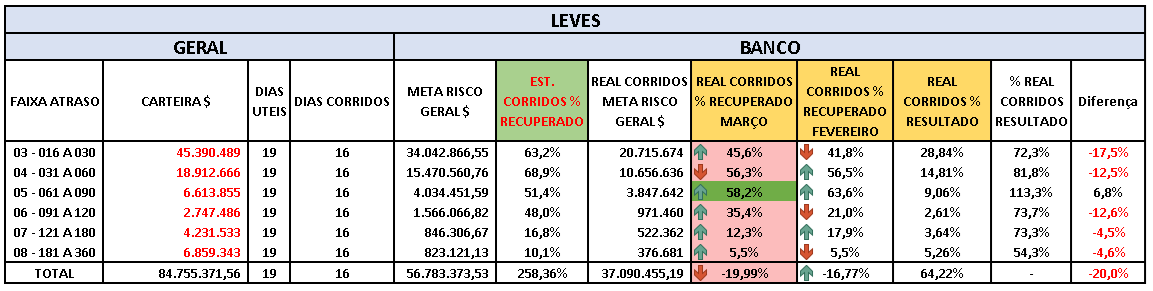 LEVES
GERAL BANCO
FAIXA ATRASO CARTEIRA $ DIAS UTEIS DIAS CORRIDOS META RISCO GERAL $ EST. CORRIDOS % RECUPERADO REAL CORRIDOS META RISCO GERAL $ REAL CORRIDOS % RECUPERADO MARÇO REAL CORRIDOS % RECUPERADO FEVEREIRO REAL CORRIDOS % RESULTADO % REAL CORRIDOS RESULTADO Diferença
03 - 016 A 030 45.390.489 19 16 34.042.866,55 63,2% 20.715.674 45,6% 41,8% 28,84% 72,3% -17,5%
04 - 031 A 060 18.912.666 19 16 15.470.560,76 68,9% 10.656.636 56,3% 56,5% 14,81% 81,8% -12,5%
05 - 061 A 090 6.613.855 19 16 4.034.451,59 51,4% 3.847.642 58,2% 63,6% 9,06% 113,3% 6,8%
06 - 091 A 120 2.747.486 19 16 1.566.066,82 48,0% 971.460 35,4% 21,0% 2,61% 73,7% -12,6%
07 - 121 A 180 4.231.533 19 16 846.306,67 16,8% 522.362 12,3% 17,9% 3,64% 73,3% -4,5%
08 - 181 A 360 6.859.343 19 16 823.121,13 10,1% 376.681 5,5% 5,5% 5,26% 54,3% -4,6%
TOTAL 84.755.371,56 19 16 56.783.373,53 258,36% 37.090.455,19 -19,99% -16,77% 64,22% - -20,0%